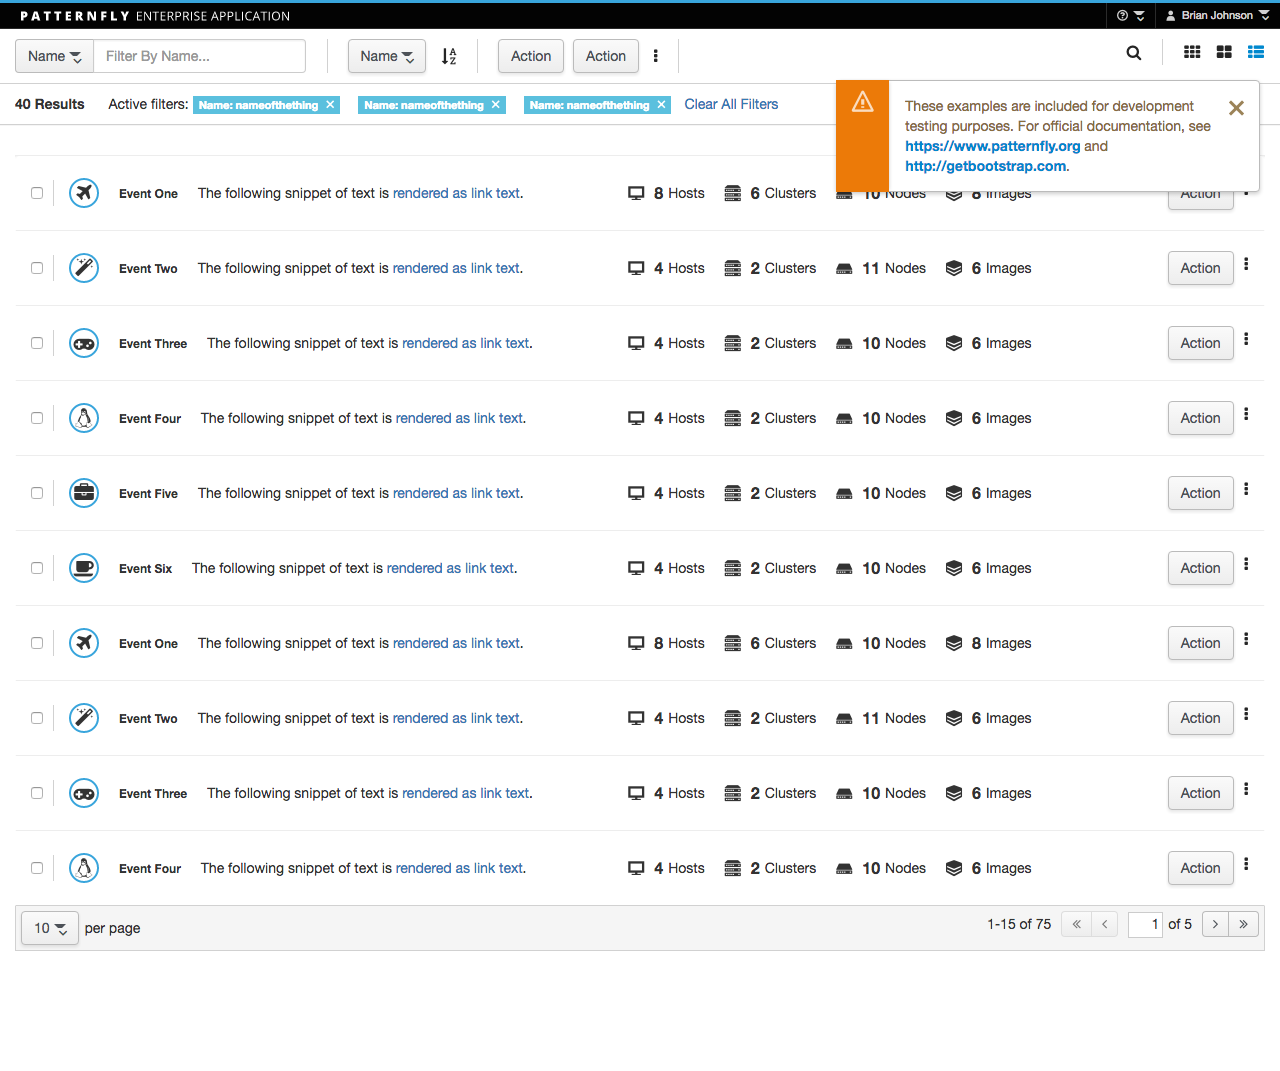 PATTERNFLY ENTERPRISE APPLICATION
Brian Johnson
Name Filter By Name... Name Action Action
40 Results Active filters: Name: nameofthething × Name: nameofthething × Name: nameofthething × Clear All Filters
These examples are included for development
testing purposes. For official documentation, see
https://www.patternfly.org and
http://getbootstrap.com.
Event One The following snippet of text is rendered as link text. 8 Hosts 6 Clusters 10 Nodes 8 Images Action
Event Two The following snippet of text is rendered as link text. 4 Hosts 2 Clusters 11 Nodes 6 Images Action
Event Three The following snippet of text is rendered as link text. 4 Hosts 2 Clusters 10 Nodes 6 Images Action
Event Four The following snippet of text is rendered as link text. 4 Hosts 2 Clusters 10 Nodes 6 Images Action
Event Five The following snippet of text is rendered as link text. 4 Hosts 2 Clusters 10 Nodes 6 Images Action
Event Six The following snippet of text is rendered as link text. 4 Hosts 2 Clusters 10 Nodes 6 Images Action
Event One The following snippet of text is rendered as link text. 8 Hosts 6 Clusters 10 Nodes 8 Images Action
Event Two The following snippet of text is rendered as link text. 4 Hosts 2 Clusters 11 Nodes 6 Images Action
Event Three The following snippet of text is rendered as link text. 4 Hosts 2 Clusters 10 Nodes 6 Images Action
Event Four The following snippet of text is rendered as link text. 4 Hosts 2 Clusters 10 Nodes 6 Images Action
10 per page 1-15 of 75 « ‹ 1 of 5 › »